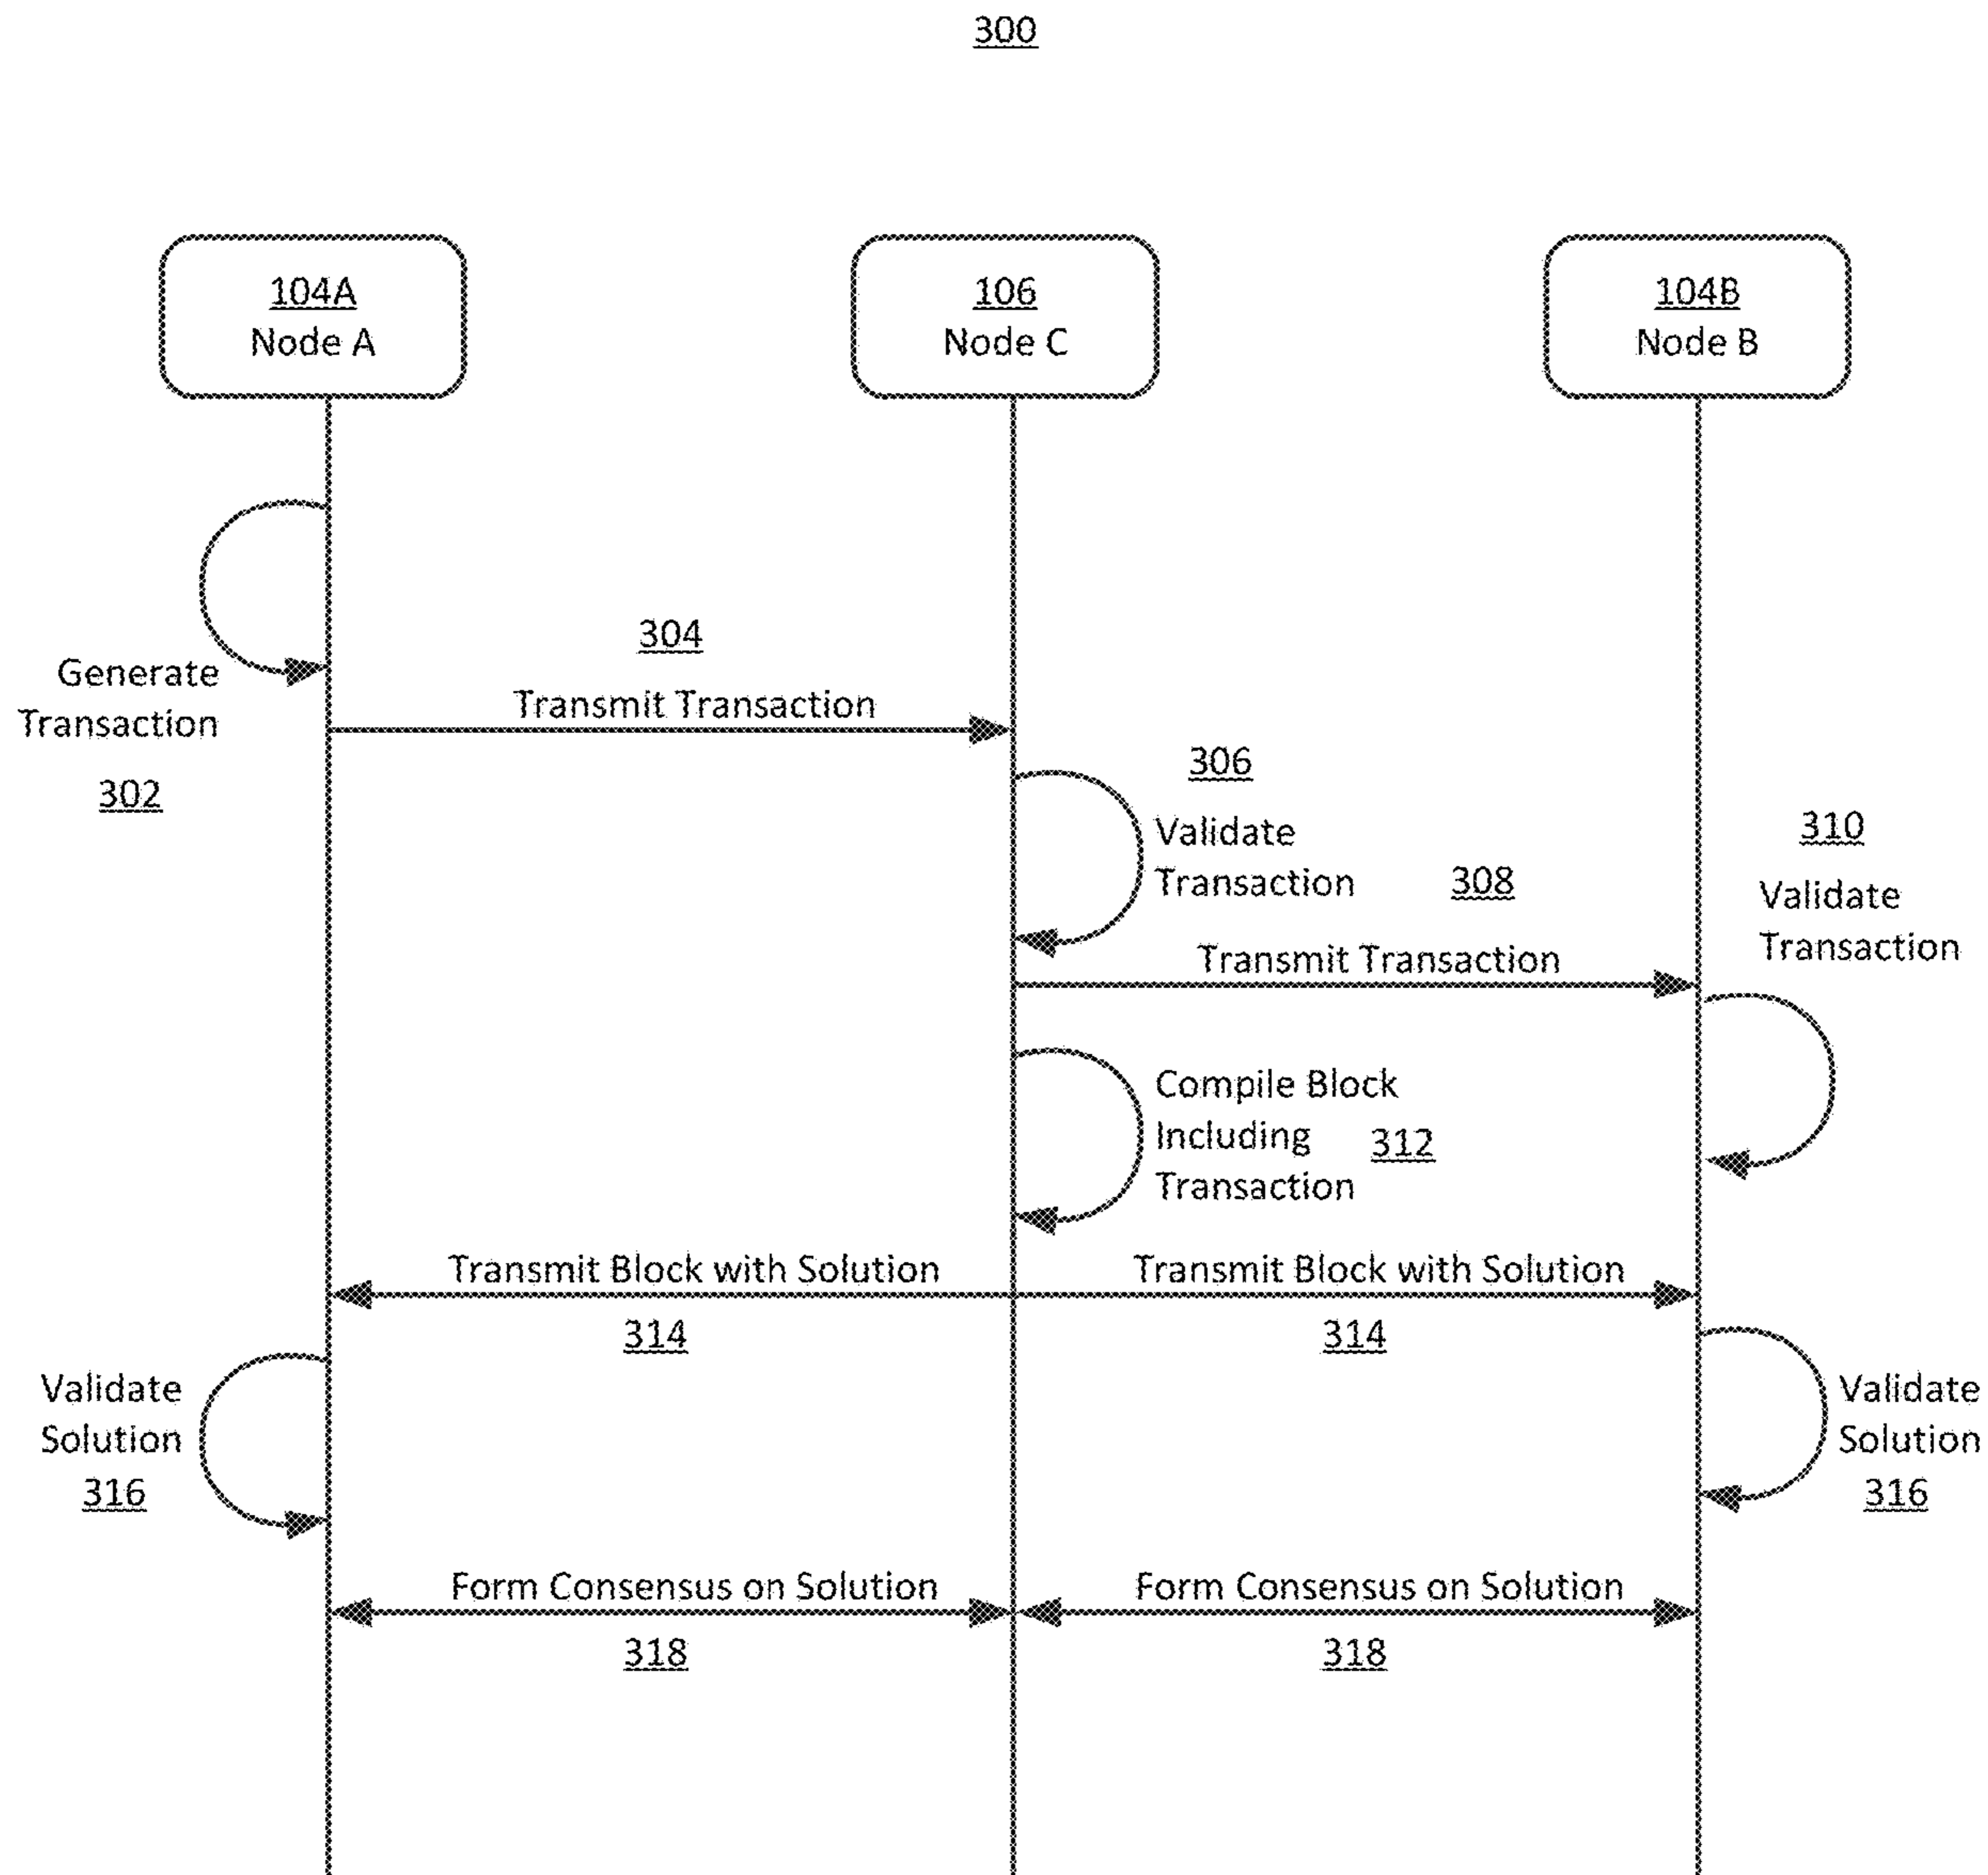 300
104A
Node A
106
Node C
104B
Node B
304
Transmit Transaction
Generate
Transaction
302
306
Validate
Transaction
308
Transmit Transaction
310
Validate
Transaction
Compile Block
Including
312
Transaction
Transmit Block with Solution
314
Transmit Block with Solution
314
Validate
Solution
316
Validate
Solution
316
Form Consensus on Solution
318
Form Consensus on Solution
318